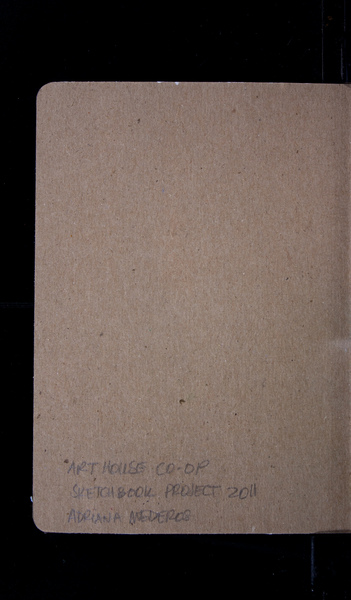 ART HOUSE CO-OP
SKETCHBOOK PROJECT 2011
ADRIANA MEDEROS